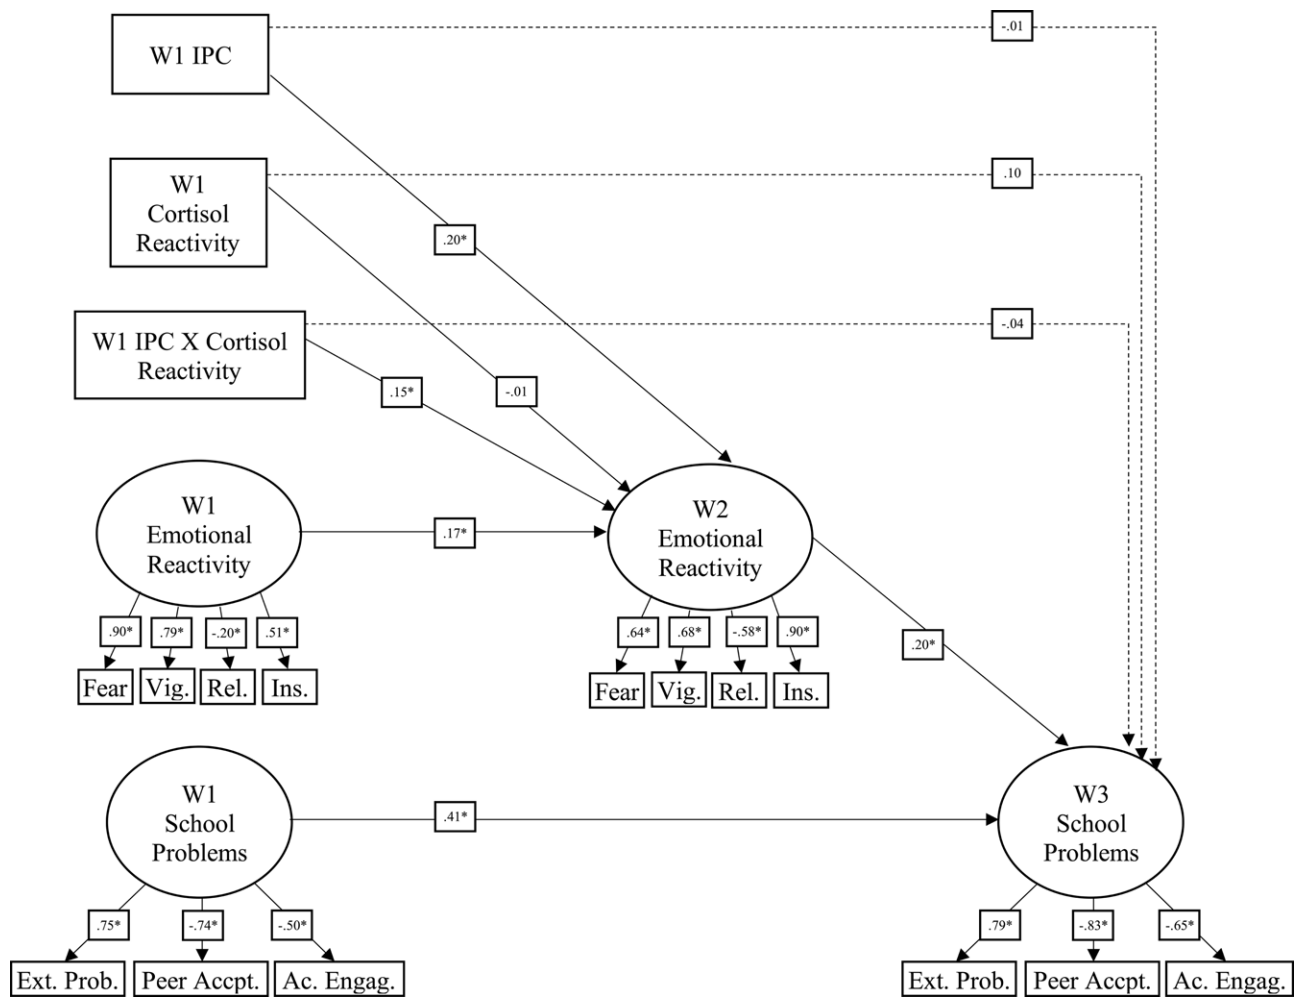 W1 IPC
-.01
W1
Cortisol
Reactivity
.10
.20*
W1 IPC X Cortisol
Reactivity
-.04
.15*
-.01
W1
Emotional
Reactivity
.17*
W2
Emotional
Reactivity
.90*
.79*
-.20*
.51*
.64*
.68*
-.58*
.90*
.20*
Fear
Vig.
Rel.
Ins.
Fear
Vig.
Rel.
Ins.
W1
School
Problems
.41*
W3
School
Problems
.75*
-.74*
-.50*
.79*
-.83*
-.65*
Ext. Prob.
Peer Accpt.
Ac. Engag.
Ext. Prob.
Peer Accpt.
Ac. Engag.